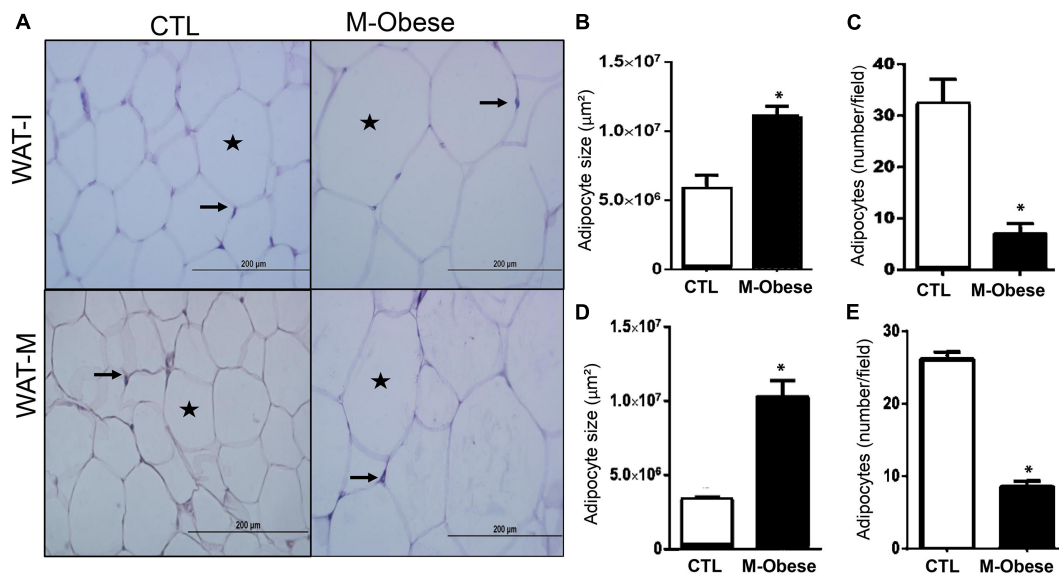 A
CTL
M-Obese
WAT-I
WAT-M
200 µm
200 µm
200 µm
200 µm
B
Adipocyte size (µm²)
1.5×10⁷
1.0×10⁷
5.0×10⁶
0
*
CTL
M-Obese
C
Adipocytes (number/field)
40
30
20
10
0
*
CTL
M-Obese
D
Adipocyte size (µm²)
1.5×10⁷
1.0×10⁷
5.0×10⁶
0
*
CTL
M-Obese
E
Adipocytes (number/field)
30
20
10
0
*
CTL
M-Obese